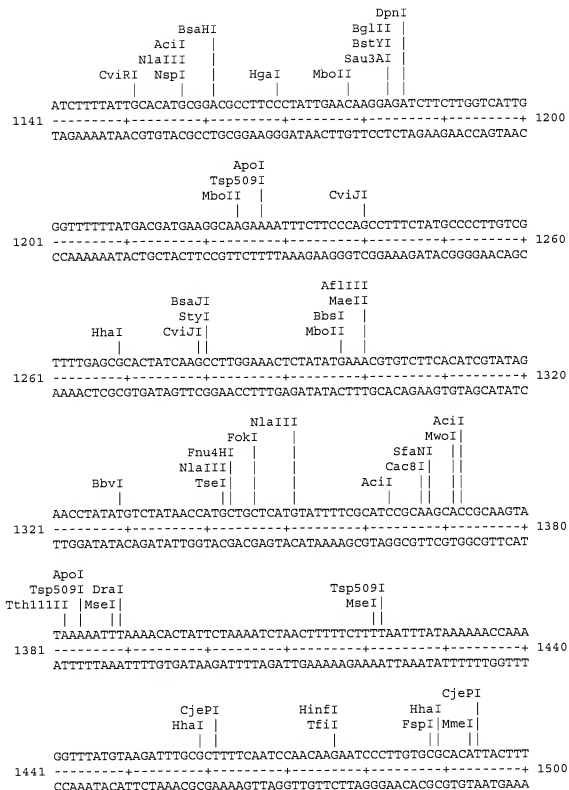 DpnI
BsaHI BglII
AciI BstYI
NlaIII Sau3AI
CviRI NspI HgaI MboII
ATCTTTTATTGCACATGCGGACGCCTTCCCTATTGAACAAGGAGATCTTCTTGGTCATTG
1141 ---------+---------+---------+---------+---------+---------+ 1200
TAGAAAATAACGTGTACGCCTGCGGAAGGGATAACTTGTTCCTCTAGAAGAACCAGTAAC
ApoI
Tsp509I
MboII CviJI
GGTTTTTTATGACGATGAAGGCAAGAAAATTTCTTCCCAGCCTTTCTATGCCCCTTGTCG
1201 ---------+---------+---------+---------+---------+---------+ 1260
CCAAAAAATACTGCTACTTCCGTTCTTTTAAAGAAGGGTCGGAAAGATACGGGGAACAGC
AflIII
BsaJI MaeII
StyI BbsI
HhaI CviJI MboII
TTTTGAGCGCACTATCAAGCCTTGGAAACTCTATATGAAACGTGTCTTCACATCGTATAG
1261 ---------+---------+---------+---------+---------+---------+ 1320
AAAACTCGCGTGATAGTTCGGAACCTTTGAGATATACTTTGCACAGAAGTGTAGCATATC
NlaIII AciI
FokI MwoI
Fnu4HI SfaNI
NlaIII Cac8I
BbvI TseI AciI
AACCTATATGTCTATAACCATGCTGCTCATGTATTTTCGCATCCGCAAGCACCGCAAGTA
1321 ---------+---------+---------+---------+---------+---------+ 1380
TTGGATATACAGATATTGGTACGACGAGTACATAAAAGCGTAGGCGTTCGTGGCGTTCAT
ApoI
Tsp509I DraI Tsp509I
Tth111II MseI MseI
TAAAAATTTAAAACACTATTCTAAAATCTAACTTTTTCTTTTAATTTATAAAAAACCAAA
1381 ---------+---------+---------+---------+---------+---------+ 1440
ATTTTTAAATTTTGTGATAAGATTTTAGATTGAAAAAGAAAATTAAATATTTTTTGGTTT
CjePI
CjePI HinfI HhaI
HhaI TfiI FspI MmeI
GGTTTATGTAAGATTTGCGCTTTTCAATCCAACAAGAATCCCTTGTGCGCACATTACTTT
1441 ---------+---------+---------+---------+---------+---------+ 1500
CCAAATACATTCTAAACGCGAAAAGTTAGGTTGTTCTTAGGGAACACGCGTGTAATGAAA